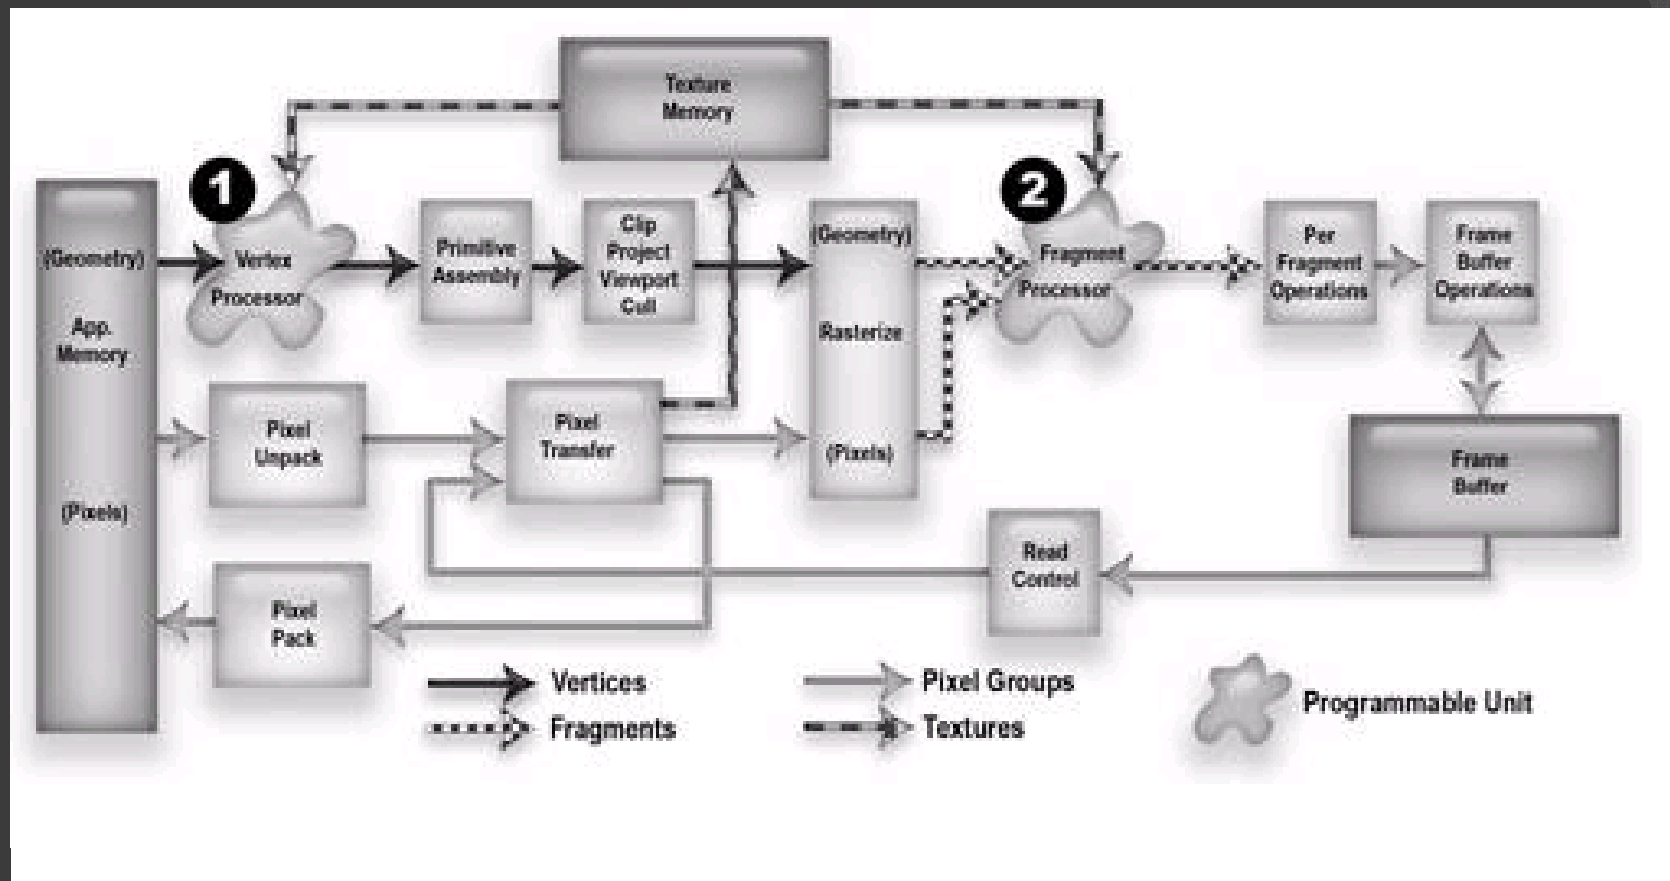 Texture
Memory
1
2
(Geometry)
App.
Memory
(Pixels)
Vertex
Processor
Primitive
Assembly
Clip
Project
Viewport
Cull
(Geometry)
Rasterize
(Pixels)
Fragment
Processor
Per
Fragment
Operations
Frame
Buffer
Operations
Pixel
Unpack
Pixel
Transfer
Frame
Buffer
Read
Control
Pixel
Pack
Vertices
Fragments
Pixel Groups
Textures
Programmable Unit